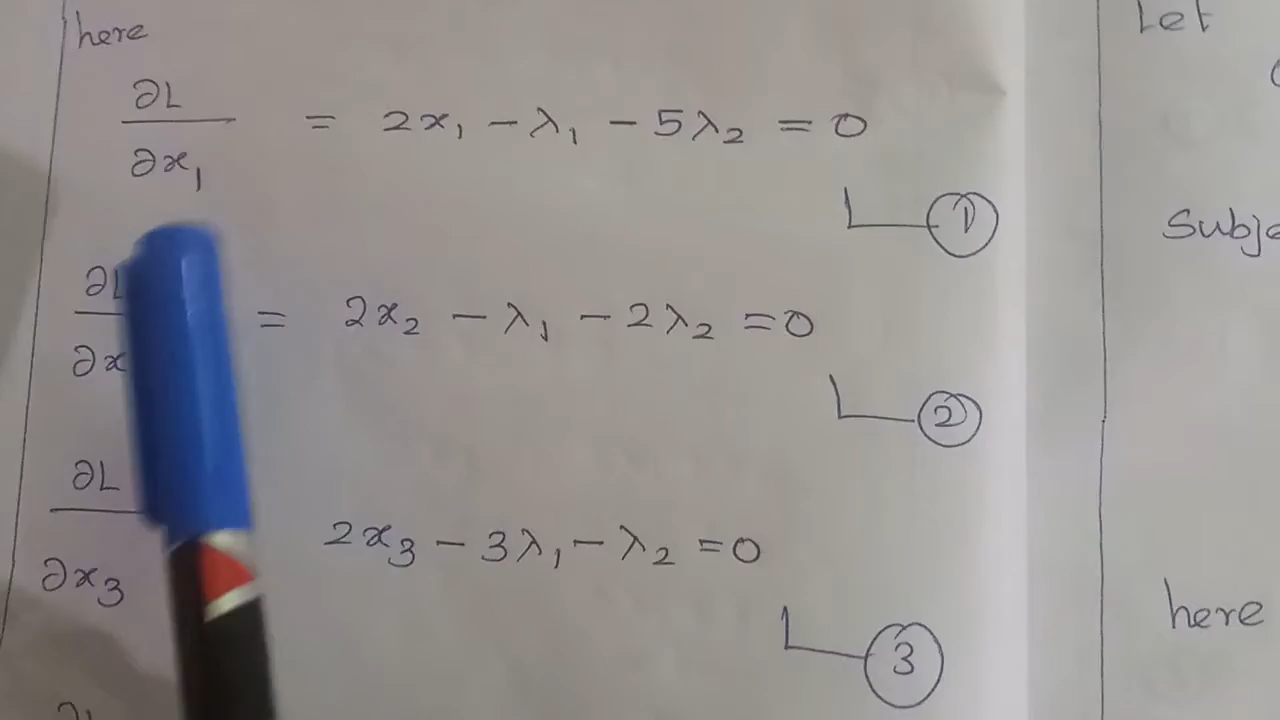 here
∂L/∂x₁ = 2x₁ − λ₁ − 5λ₂ = 0
1
∂L/∂x = 2x₂ − λ₁ − 2λ₂ = 0
2
∂L/∂x₃ 2x₃ − 3λ₁ − λ₂ = 0
3
Let
here